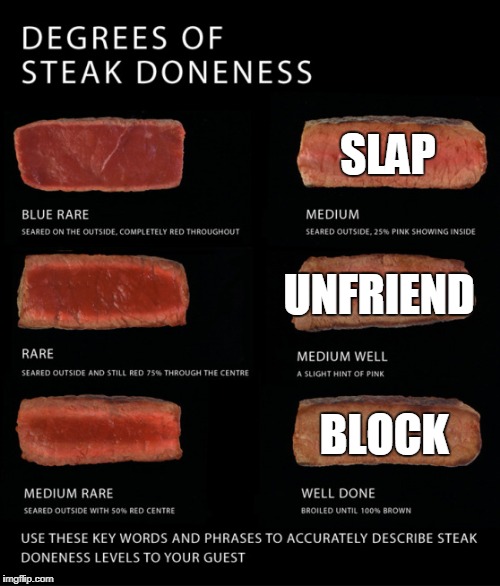 DEGREES OF
STEAK DONENESS
BLUE RARE
SEARED ON THE OUTSIDE, COMPLETELY RED THROUGHOUT
SLAP
MEDIUM
SEARED OUTSIDE, 25% PINK SHOWING INSIDE
RARE
SEARED OUTSIDE AND STILL RED 75% THROUGH THE CENTRE
UNFRIEND
MEDIUM WELL
A SLIGHT HINT OF PINK
MEDIUM RARE
SEARED OUTSIDE WITH 50% RED CENTRE
BLOCK
WELL DONE
BROILED UNTIL 100% BROWN
USE THESE KEY WORDS AND PHRASES TO ACCURATELY DESCRIBE STEAK
DONENESS LEVELS TO YOUR GUEST
imgflip.com